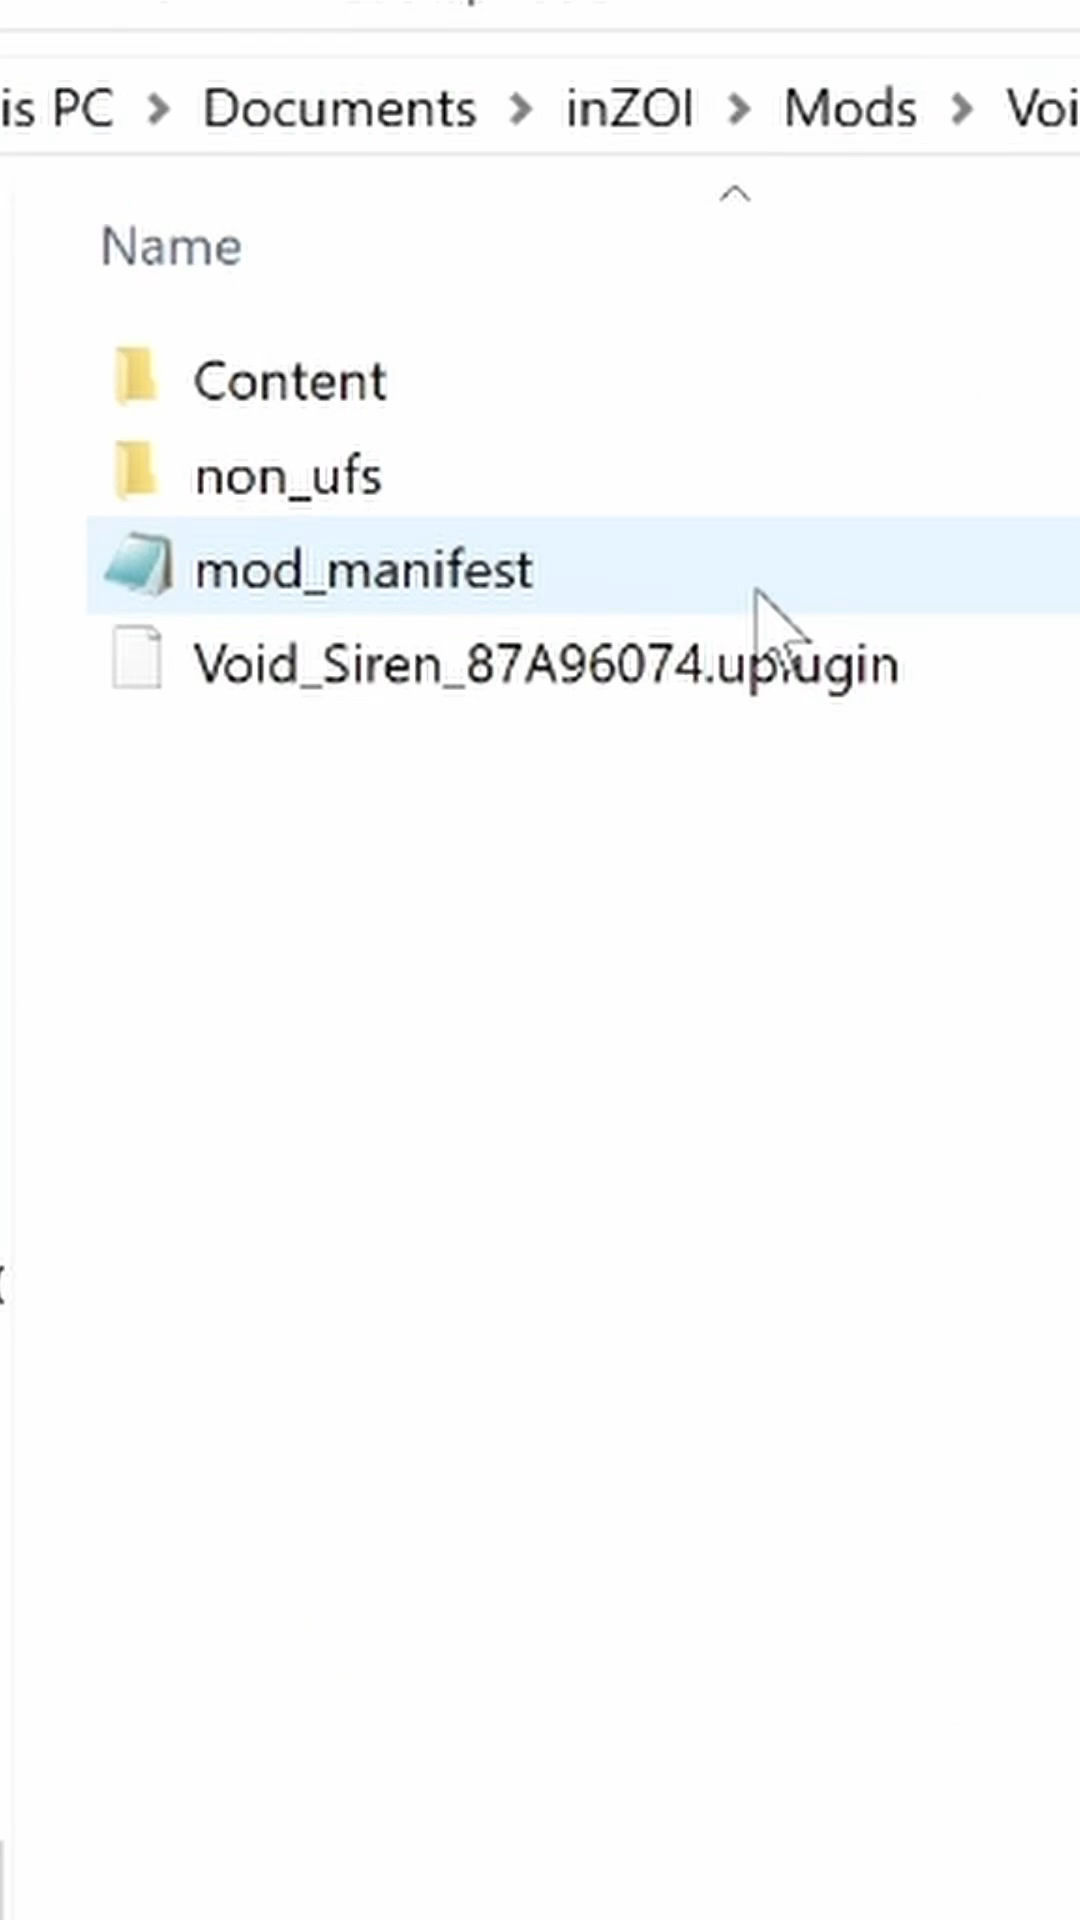 is PC > Documents > inZOI > Mods > Voi
Name
Content
non_ufs
mod_manifest
Void_Siren_87A96074.uplugin